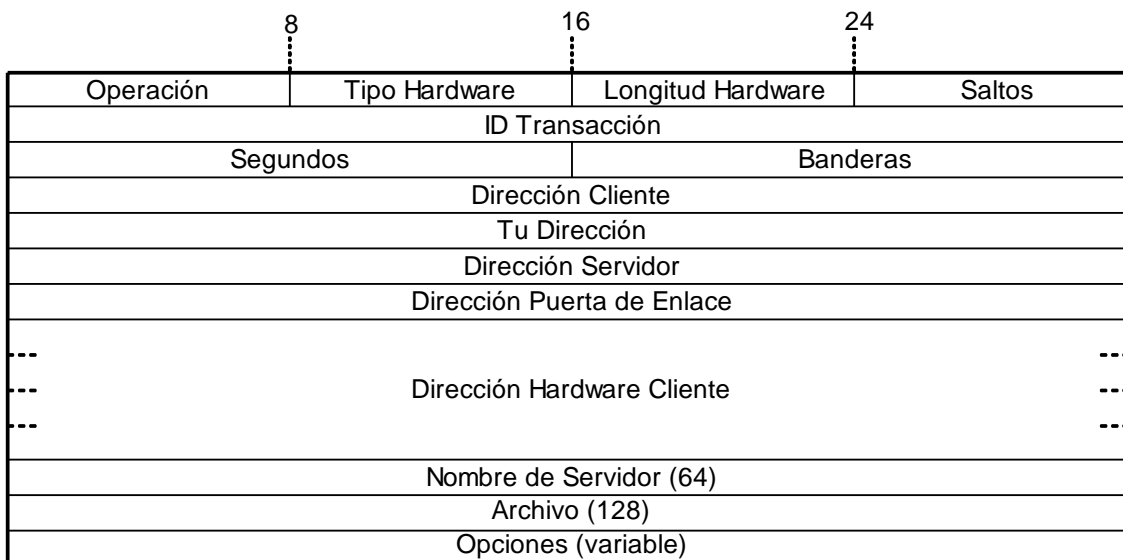 8 16 24
Operación Tipo Hardware Longitud Hardware Saltos
ID Transacción
Segundos Banderas
Dirección Cliente
Tu Dirección
Dirección Servidor
Dirección Puerta de Enlace
Dirección Hardware Cliente
Nombre de Servidor (64)
Archivo (128)
Opciones (variable)